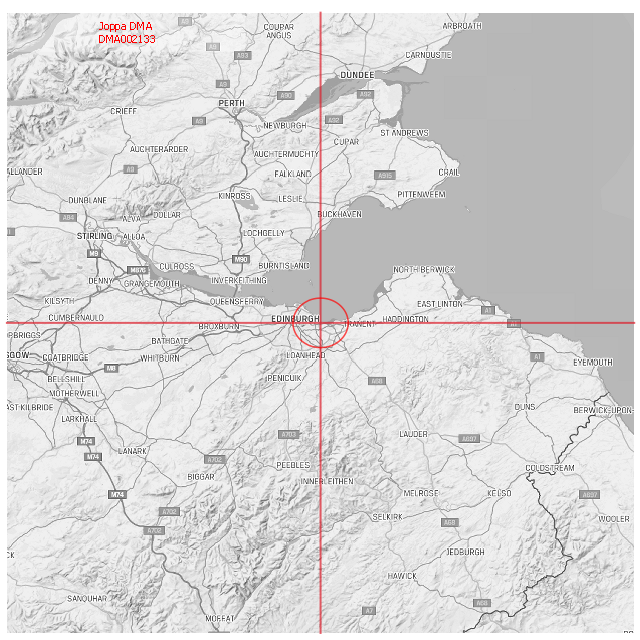 Joppa DMA
DMA002133
ARBROATH
COUPAR
ANGUS
CARNOUSTIE
A93
A9
DUNDEE
A90
A92
PERTH
CRIEFF
A9
NEWBURGH
A92
ST ANDREWS
CUPAR
AUCHTERARDER
AUCHTERMUCHTY
A9
ALLANDER
FALKLAND
A915
CRAIL
PITTENWEEM
DUNBLANE
KINROSS
LESLIE
DOLLAR
BUCKHAVEN
A84
ALVA
STIRLING
ALLOA
LOCHGELLY
M9
M90
CULROSS
BURNTISLAND
M876
NORTH BERWICK
DENNY
GRANGEMOUTH
INVERKEITHING
KILSYTH
QUEENSFERRY
EAST LINTON
A1
CUMBERNAULD
EDINBURGH
HADDINGTON
BROXBURN
TRANENT
OPBRIGGS
BATHGATE
SGOW
COATBRIDGE
WHITBURN
LOANHEAD
A1
EYEMOUTH
M8
BELLSHILL
PENICUIK
A68
MOTHERWELL
AST KILBRIDE
DUNS
BERWICK-UPON-
LARKHALL
M74
A703
LAUDER
A697
LANARK
M74
A702
PEEBLES
COLDSTREAM
BIGGAR
INNERLEITHEN
M74
MELROSE
KELSO
A697
A702
SELKIRK
A68
WOOLER
A702
CK
JEDBURGH
HAWICK
SANQUHAR
A68
A7
MOFFAT